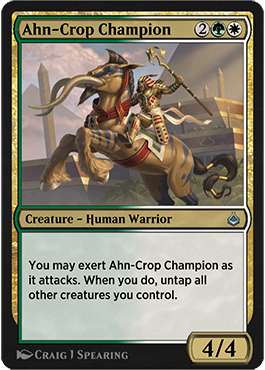 Ahn-Crop Champion 2
Creature – Human Warrior
You may exert Ahn-Crop Champion as
it attacks. When you do, untap all
other creatures you control.
4/4
CRAIG J SPEARING